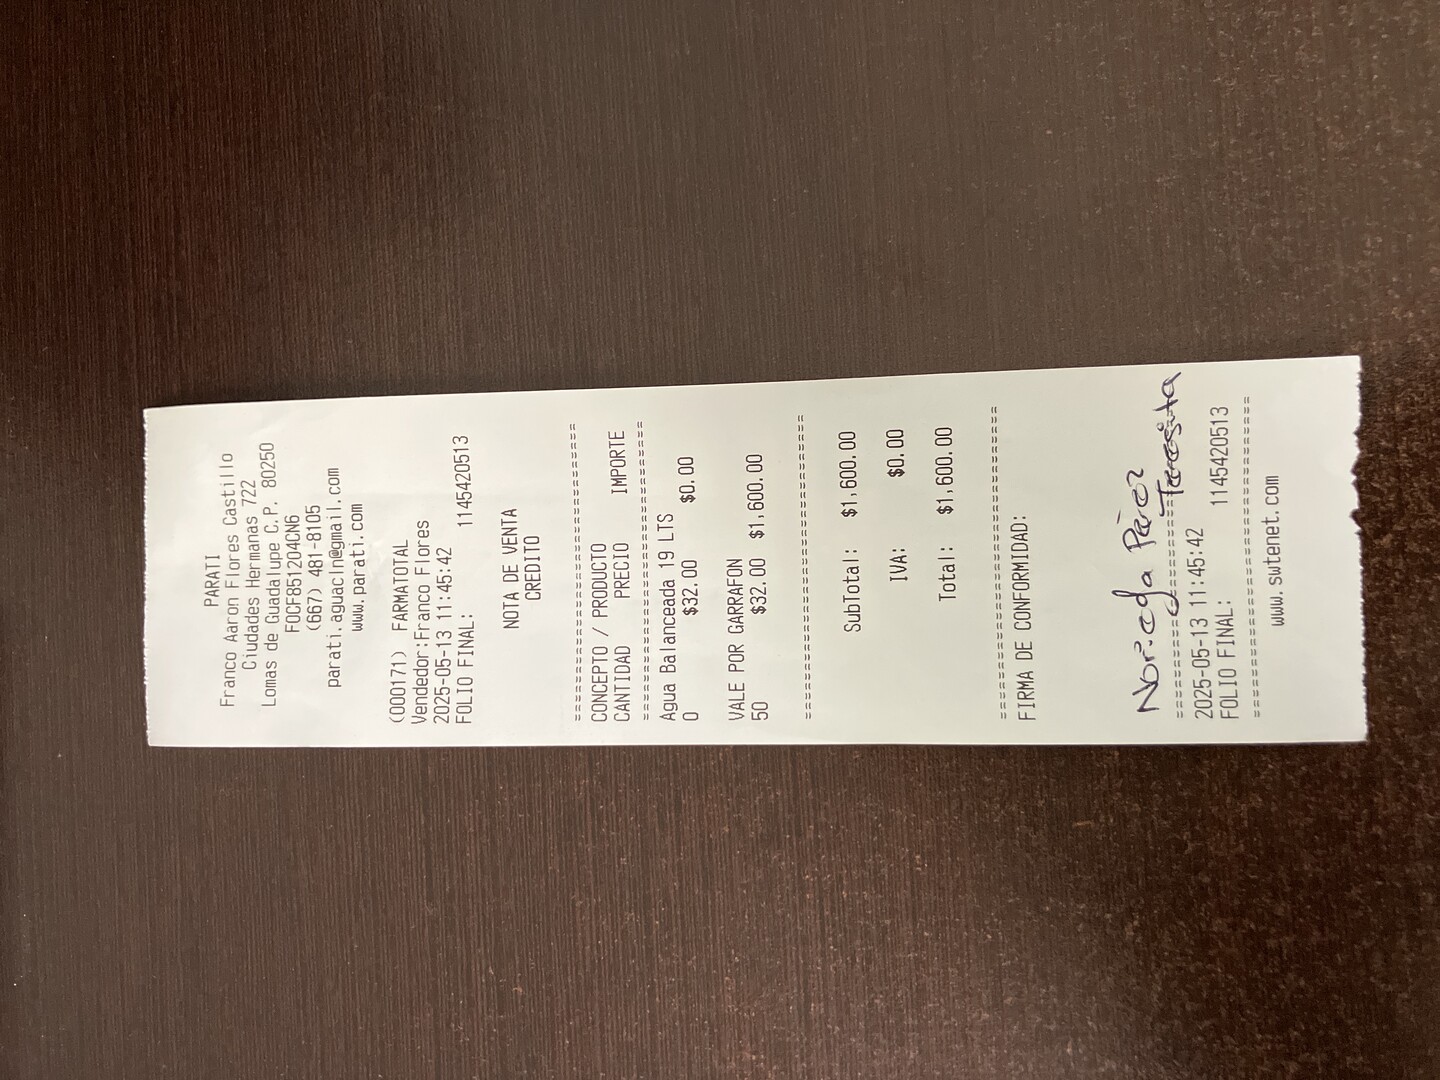 PARATI
Franco Aaron Flores Castillo
Ciudades Hermanas 722
Lomas de Guadalupe C.P. 80250
FOCF851204CN6
(667) 481-8105
parati.aguacln@gmail.com
www.parati.com
(000171) FARMATOTAL
Vendedor:Franco Flores
2025-05-13 11:45:42
FOLIO FINAL: 1145420513
NOTA DE VENTA
CREDITO
==========================
CONCEPTO / PRODUCTO
CANTIDAD PRECIO IMPORTE
==========================
Agua Balanceada 19 LTS
0 $32.00 $0.00
VALE POR GARRAFON
50 $32.00 $1,600.00
==========================
SubTotal: $1,600.00
IVA: $0.00
Total: $1,600.00
==========================
FIRMA DE CONFORMIDAD:
Noriega Pérez
Teresita
==========================
2025-05-13 11:45:42
FOLIO FINAL: 1145420513
==========================
www.swtenet.com